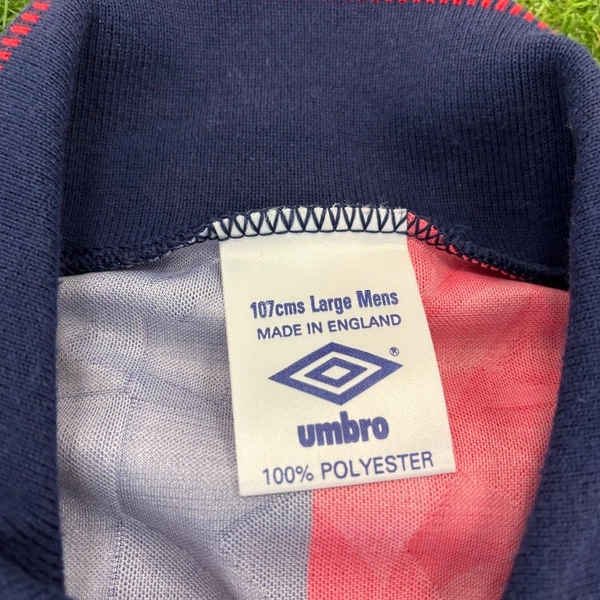 107cms Large Mens
MADE IN ENGLAND
®
umbro
100% POLYESTER